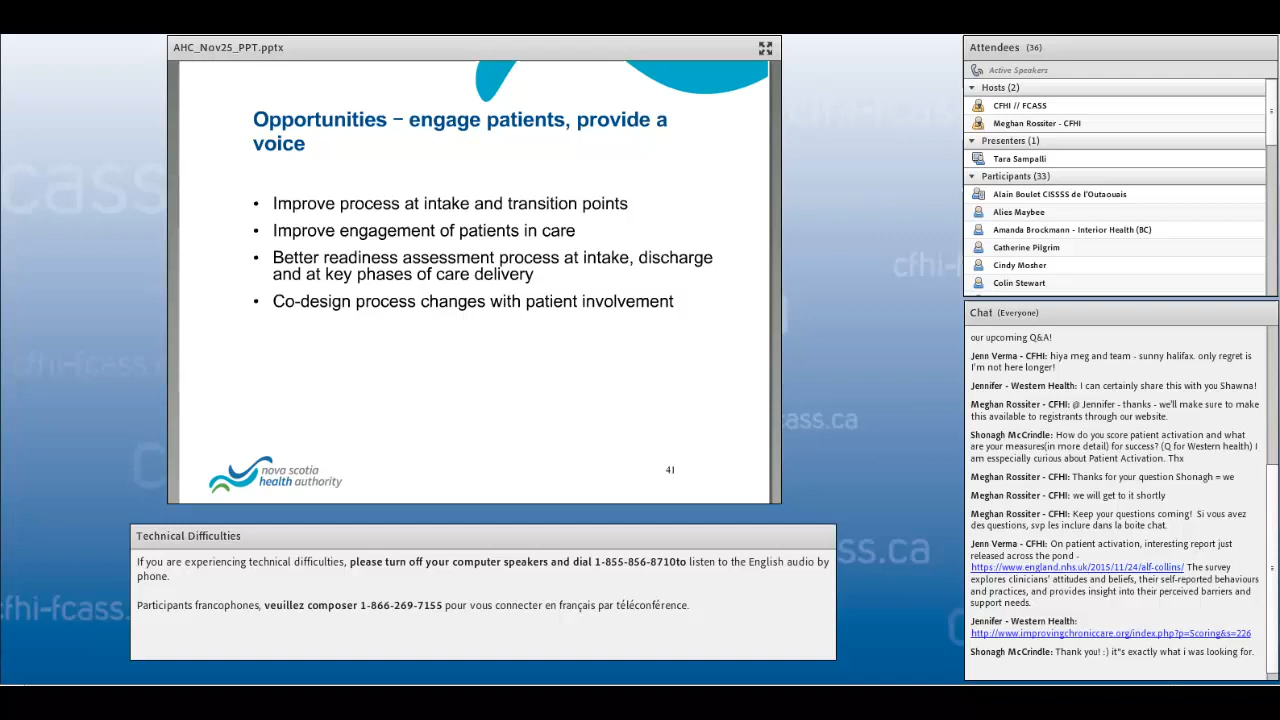 AHC_Nov25_PPT.pptx
Opportunities – engage patients, provide a
voice
• Improve process at intake and transition points
• Improve engagement of patients in care
• Better readiness assessment process at intake, discharge
and at key phases of care delivery
• Co-design process changes with patient involvement
nova scotia
health authority
41
Technical Difficulties
If you are experiencing technical difficulties, please turn off your computer speakers and dial 1-855-856-8710to listen to the English audio by
phone.
Participants francophones, veuillez composer 1-866-269-7155 pour vous connecter en français par téléconférence.
Attendees (36)
Active Speakers
Hosts (2)
CFHI // FCASS
Meghan Rossiter - CFHI
Presenters (1)
Tara Sampalli
Participants (33)
Alain Boulet CISSSS de l'Outaouais
Alies Maybee
Amanda Brockmann - Interior Health (BC)
Catherine Pilgrim
Cindy Mosher
Colin Stewart
Chat (Everyone)
our upcoming Q&A!
Jenn Verma - CFHI: hiya meg and team - sunny halifax. only regret is
I'm not here longer!
Jennifer - Western Health: I can certainly share this with you Shawna!
Meghan Rossiter - CFHI: @ Jennifer - thanks - we'll make sure to make
this available to registrants through our website.
Shonagh McCrindle: How do you score patient activation and what
are your measures(in more detail) for success? (Q for Western health) I
am esspecially cuirous about Patient Activation. Thx
Meghan Rossiter - CFHI: Thanks for your question Shonagh = we
Meghan Rossiter - CFHI: we will get to it shortly
Meghan Rossiter - CFHI: Keep your questions coming! Si vous avez
des questions, svp les inclure dans la boite chat.
Jenn Verma - CFHI: On patient activation, interesting report just
released across the pond -
https://www.england.nhs.uk/2015/11/24/alf-collins/ The survey
explores clinicians' attitudes and beliefs, their self-reported behaviours
and practices, and provides insight into their perceived barriers and
support needs.
Jennifer - Western Health:
http://www.improvingchroniccare.org/index.php?p=Scoring&s=226
Shonagh McCrindle: Thank you! :) it"s exactly what i was looking for.
cass
cfhi-f
cfhi-fcass
cass.ca
ss.ca
cfhi-fcass.